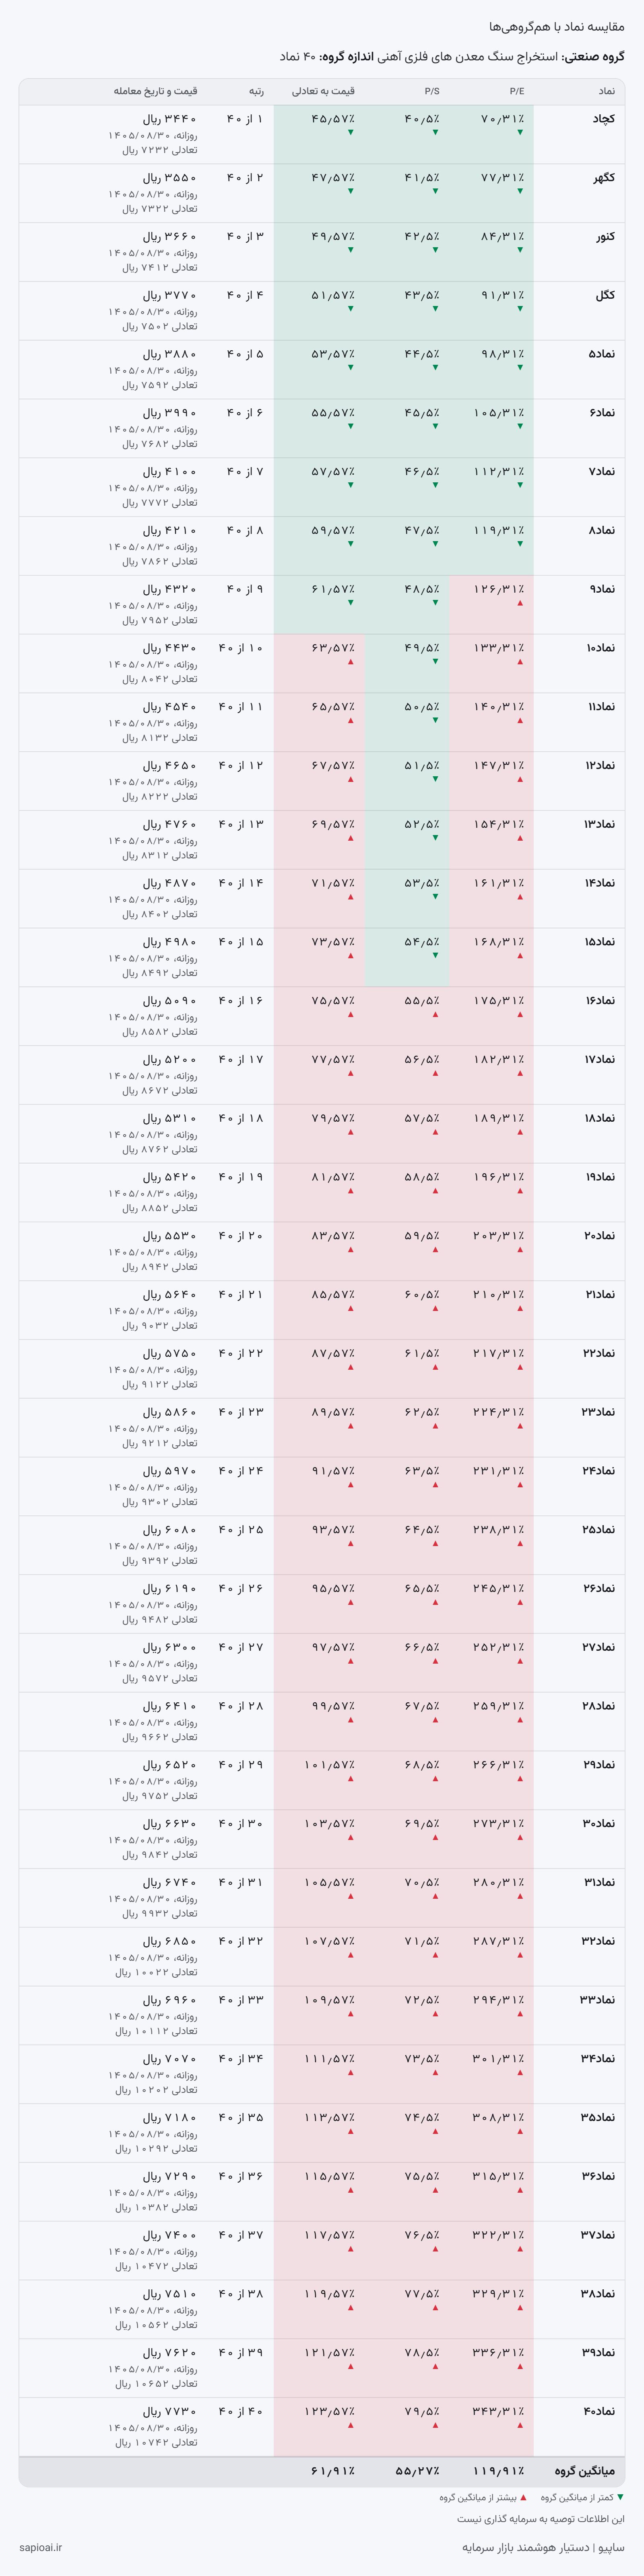 مقایسه نماد با هم‌گروهی‌ها
گروه صنعتی: استخراج سنگ معدن های فلزی آهنی اندازه گروه: ۴۰ نماد
نماد P/E P/S قیمت به تعادلی رتبه قیمت و تاریخ معامله
کچاد ۷۰٫۳۱٪ ۴۰٫۵٪ ۴۵٫۵۷٪ ۱ از ۴۰ ۳۴۴۰ ریال
▼ ▼ ▼ روزانه، ۱۴۰۵/۰۸/۳۰
تعادلی ۷۲۳۲ ریال
کگهر ۷۷٫۳۱٪ ۴۱٫۵٪ ۴۷٫۵۷٪ ۲ از ۴۰ ۳۵۵۰ ریال
▼ ▼ ▼ روزانه، ۱۴۰۵/۰۸/۳۰
تعادلی ۷۳۲۲ ریال
کنور ۸۴٫۳۱٪ ۴۲٫۵٪ ۴۹٫۵۷٪ ۳ از ۴۰ ۳۶۶۰ ریال
▼ ▼ ▼ روزانه، ۱۴۰۵/۰۸/۳۰
تعادلی ۷۴۱۲ ریال
کگل ۹۱٫۳۱٪ ۴۳٫۵٪ ۵۱٫۵۷٪ ۴ از ۴۰ ۳۷۷۰ ریال
▼ ▼ ▼ روزانه، ۱۴۰۵/۰۸/۳۰
تعادلی ۷۵۰۲ ریال
نماد۵ ۹۸٫۳۱٪ ۴۴٫۵٪ ۵۳٫۵۷٪ ۵ از ۴۰ ۳۸۸۰ ریال
▼ ▼ ▼ روزانه، ۱۴۰۵/۰۸/۳۰
تعادلی ۷۵۹۲ ریال
نماد۶ ۱۰۵٫۳۱٪ ۴۵٫۵٪ ۵۵٫۵۷٪ ۶ از ۴۰ ۳۹۹۰ ریال
▼ ▼ ▼ روزانه، ۱۴۰۵/۰۸/۳۰
تعادلی ۷۶۸۲ ریال
نماد۷ ۱۱۲٫۳۱٪ ۴۶٫۵٪ ۵۷٫۵۷٪ ۷ از ۴۰ ۴۱۰۰ ریال
▼ ▼ ▼ روزانه، ۱۴۰۵/۰۸/۳۰
تعادلی ۷۷۷۲ ریال
نماد۸ ۱۱۹٫۳۱٪ ۴۷٫۵٪ ۵۹٫۵۷٪ ۸ از ۴۰ ۴۲۱۰ ریال
▼ ▼ ▼ روزانه، ۱۴۰۵/۰۸/۳۰
تعادلی ۷۸۶۲ ریال
نماد۹ ۱۲۶٫۳۱٪ ۴۸٫۵٪ ۶۱٫۵۷٪ ۹ از ۴۰ ۴۳۲۰ ریال
▲ ▼ ▼ روزانه، ۱۴۰۵/۰۸/۳۰
تعادلی ۷۹۵۲ ریال
نماد۱۰ ۱۳۳٫۳۱٪ ۴۹٫۵٪ ۶۳٫۵۷٪ ۱۰ از ۴۰ ۴۴۳۰ ریال
▲ ▼ ▲ روزانه، ۱۴۰۵/۰۸/۳۰
تعادلی ۸۰۴۲ ریال
نماد۱۱ ۱۴۰٫۳۱٪ ۵۰٫۵٪ ۶۵٫۵۷٪ ۱۱ از ۴۰ ۴۵۴۰ ریال
▲ ▼ ▲ روزانه، ۱۴۰۵/۰۸/۳۰
تعادلی ۸۱۳۲ ریال
نماد۱۲ ۱۴۷٫۳۱٪ ۵۱٫۵٪ ۶۷٫۵۷٪ ۱۲ از ۴۰ ۴۶۵۰ ریال
▲ ▼ ▲ روزانه، ۱۴۰۵/۰۸/۳۰
تعادلی ۸۲۲۲ ریال
نماد۱۳ ۱۵۴٫۳۱٪ ۵۲٫۵٪ ۶۹٫۵۷٪ ۱۳ از ۴۰ ۴۷۶۰ ریال
▲ ▼ ▲ روزانه، ۱۴۰۵/۰۸/۳۰
تعادلی ۸۳۱۲ ریال
نماد۱۴ ۱۶۱٫۳۱٪ ۵۳٫۵٪ ۷۱٫۵۷٪ ۱۴ از ۴۰ ۴۸۷۰ ریال
▲ ▼ ▲ روزانه، ۱۴۰۵/۰۸/۳۰
تعادلی ۸۴۰۲ ریال
نماد۱۵ ۱۶۸٫۳۱٪ ۵۴٫۵٪ ۷۳٫۵۷٪ ۱۵ از ۴۰ ۴۹۸۰ ریال
▲ ▼ ▲ روزانه، ۱۴۰۵/۰۸/۳۰
تعادلی ۸۴۹۲ ریال
نماد۱۶ ۱۷۵٫۳۱٪ ۵۵٫۵٪ ۷۵٫۵۷٪ ۱۶ از ۴۰ ۵۰۹۰ ریال
▲ ▲ ▲ روزانه، ۱۴۰۵/۰۸/۳۰
تعادلی ۸۵۸۲ ریال
نماد۱۷ ۱۸۲٫۳۱٪ ۵۶٫۵٪ ۷۷٫۵۷٪ ۱۷ از ۴۰ ۵۲۰۰ ریال
▲ ▲ ▲ روزانه، ۱۴۰۵/۰۸/۳۰
تعادلی ۸۶۷۲ ریال
نماد۱۸ ۱۸۹٫۳۱٪ ۵۷٫۵٪ ۷۹٫۵۷٪ ۱۸ از ۴۰ ۵۳۱۰ ریال
▲ ▲ ▲ روزانه، ۱۴۰۵/۰۸/۳۰
تعادلی ۸۷۶۲ ریال
نماد۱۹ ۱۹۶٫۳۱٪ ۵۸٫۵٪ ۸۱٫۵۷٪ ۱۹ از ۴۰ ۵۴۲۰ ریال
▲ ▲ ▲ روزانه، ۱۴۰۵/۰۸/۳۰
تعادلی ۸۸۵۲ ریال
نماد۲۰ ۲۰۳٫۳۱٪ ۵۹٫۵٪ ۸۳٫۵۷٪ ۲۰ از ۴۰ ۵۵۳۰ ریال
▲ ▲ ▲ روزانه، ۱۴۰۵/۰۸/۳۰
تعادلی ۸۹۴۲ ریال
نماد۲۱ ۲۱۰٫۳۱٪ ۶۰٫۵٪ ۸۵٫۵۷٪ ۲۱ از ۴۰ ۵۶۴۰ ریال
▲ ▲ ▲ روزانه، ۱۴۰۵/۰۸/۳۰
تعادلی ۹۰۳۲ ریال
نماد۲۲ ۲۱۷٫۳۱٪ ۶۱٫۵٪ ۸۷٫۵۷٪ ۲۲ از ۴۰ ۵۷۵۰ ریال
▲ ▲ ▲ روزانه، ۱۴۰۵/۰۸/۳۰
تعادلی ۹۱۲۲ ریال
نماد۲۳ ۲۲۴٫۳۱٪ ۶۲٫۵٪ ۸۹٫۵۷٪ ۲۳ از ۴۰ ۵۸۶۰ ریال
▲ ▲ ▲ روزانه، ۱۴۰۵/۰۸/۳۰
تعادلی ۹۲۱۲ ریال
نماد۲۴ ۲۳۱٫۳۱٪ ۶۳٫۵٪ ۹۱٫۵۷٪ ۲۴ از ۴۰ ۵۹۷۰ ریال
▲ ▲ ▲ روزانه، ۱۴۰۵/۰۸/۳۰
تعادلی ۹۳۰۲ ریال
نماد۲۵ ۲۳۸٫۳۱٪ ۶۴٫۵٪ ۹۳٫۵۷٪ ۲۵ از ۴۰ ۶۰۸۰ ریال
▲ ▲ ▲ روزانه، ۱۴۰۵/۰۸/۳۰
تعادلی ۹۳۹۲ ریال
نماد۲۶ ۲۴۵٫۳۱٪ ۶۵٫۵٪ ۹۵٫۵۷٪ ۲۶ از ۴۰ ۶۱۹۰ ریال
▲ ▲ ▲ روزانه، ۱۴۰۵/۰۸/۳۰
تعادلی ۹۴۸۲ ریال
نماد۲۷ ۲۵۲٫۳۱٪ ۶۶٫۵٪ ۹۷٫۵۷٪ ۲۷ از ۴۰ ۶۳۰۰ ریال
▲ ▲ ▲ روزانه، ۱۴۰۵/۰۸/۳۰
تعادلی ۹۵۷۲ ریال
نماد۲۸ ۲۵۹٫۳۱٪ ۶۷٫۵٪ ۹۹٫۵۷٪ ۲۸ از ۴۰ ۶۴۱۰ ریال
▲ ▲ ▲ روزانه، ۱۴۰۵/۰۸/۳۰
تعادلی ۹۶۶۲ ریال
نماد۲۹ ۲۶۶٫۳۱٪ ۶۸٫۵٪ ۱۰۱٫۵۷٪ ۲۹ از ۴۰ ۶۵۲۰ ریال
▲ ▲ ▲ روزانه، ۱۴۰۵/۰۸/۳۰
تعادلی ۹۷۵۲ ریال
نماد۳۰ ۲۷۳٫۳۱٪ ۶۹٫۵٪ ۱۰۳٫۵۷٪ ۳۰ از ۴۰ ۶۶۳۰ ریال
▲ ▲ ▲ روزانه، ۱۴۰۵/۰۸/۳۰
تعادلی ۹۸۴۲ ریال
نماد۳۱ ۲۸۰٫۳۱٪ ۷۰٫۵٪ ۱۰۵٫۵۷٪ ۳۱ از ۴۰ ۶۷۴۰ ریال
▲ ▲ ▲ روزانه، ۱۴۰۵/۰۸/۳۰
تعادلی ۹۹۳۲ ریال
نماد۳۲ ۲۸۷٫۳۱٪ ۷۱٫۵٪ ۱۰۷٫۵۷٪ ۳۲ از ۴۰ ۶۸۵۰ ریال
▲ ▲ ▲ روزانه، ۱۴۰۵/۰۸/۳۰
تعادلی ۱۰۰۲۲ ریال
نماد۳۳ ۲۹۴٫۳۱٪ ۷۲٫۵٪ ۱۰۹٫۵۷٪ ۳۳ از ۴۰ ۶۹۶۰ ریال
▲ ▲ ▲ روزانه، ۱۴۰۵/۰۸/۳۰
تعادلی ۱۰۱۱۲ ریال
نماد۳۴ ۳۰۱٫۳۱٪ ۷۳٫۵٪ ۱۱۱٫۵۷٪ ۳۴ از ۴۰ ۷۰۷۰ ریال
▲ ▲ ▲ روزانه، ۱۴۰۵/۰۸/۳۰
تعادلی ۱۰۲۰۲ ریال
نماد۳۵ ۳۰۸٫۳۱٪ ۷۴٫۵٪ ۱۱۳٫۵۷٪ ۳۵ از ۴۰ ۷۱۸۰ ریال
▲ ▲ ▲ روزانه، ۱۴۰۵/۰۸/۳۰
تعادلی ۱۰۲۹۲ ریال
نماد۳۶ ۳۱۵٫۳۱٪ ۷۵٫۵٪ ۱۱۵٫۵۷٪ ۳۶ از ۴۰ ۷۲۹۰ ریال
▲ ▲ ▲ روزانه، ۱۴۰۵/۰۸/۳۰
تعادلی ۱۰۳۸۲ ریال
نماد۳۷ ۳۲۲٫۳۱٪ ۷۶٫۵٪ ۱۱۷٫۵۷٪ ۳۷ از ۴۰ ۷۴۰۰ ریال
▲ ▲ ▲ روزانه، ۱۴۰۵/۰۸/۳۰
تعادلی ۱۰۴۷۲ ریال
نماد۳۸ ۳۲۹٫۳۱٪ ۷۷٫۵٪ ۱۱۹٫۵۷٪ ۳۸ از ۴۰ ۷۵۱۰ ریال
▲ ▲ ▲ روزانه، ۱۴۰۵/۰۸/۳۰
تعادلی ۱۰۵۶۲ ریال
نماد۳۹ ۳۳۶٫۳۱٪ ۷۸٫۵٪ ۱۲۱٫۵۷٪ ۳۹ از ۴۰ ۷۶۲۰ ریال
▲ ▲ ▲ روزانه، ۱۴۰۵/۰۸/۳۰
تعادلی ۱۰۶۵۲ ریال
نماد۴۰ ۳۴۳٫۳۱٪ ۷۹٫۵٪ ۱۲۳٫۵۷٪ ۴۰ از ۴۰ ۷۷۳۰ ریال
▲ ▲ ▲ روزانه، ۱۴۰۵/۰۸/۳۰
تعادلی ۱۰۷۴۲ ریال
میانگین گروه ۱۱۹٫۹۱٪ ۵۵٫۲۷٪ ۶۱٫۹۱٪
▼ کمتر از میانگین گروه ▲ بیشتر از میانگین گروه
این اطلاعات توصیه به سرمایه گذاری نیست
ساپیو | دستیار هوشمند بازار سرمایه sapioai.ir